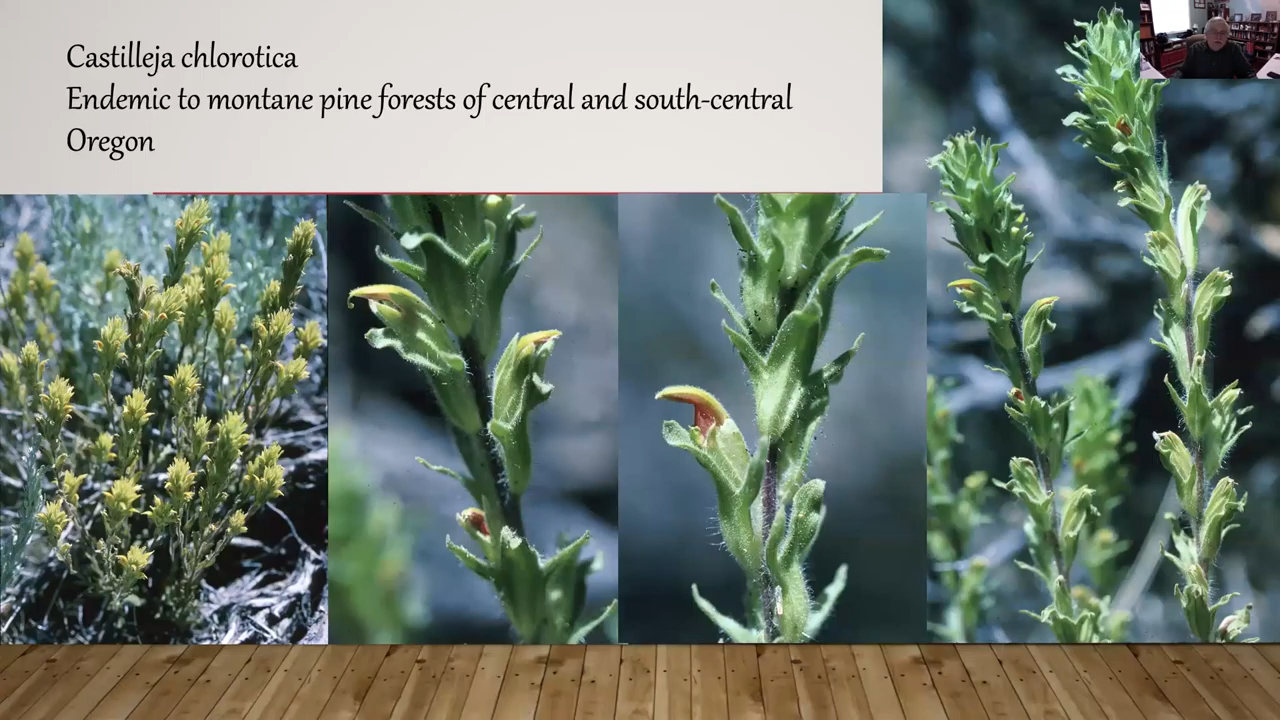 Castilleja chlorotica
Endemic to montane pine forests of central and south-central
Oregon